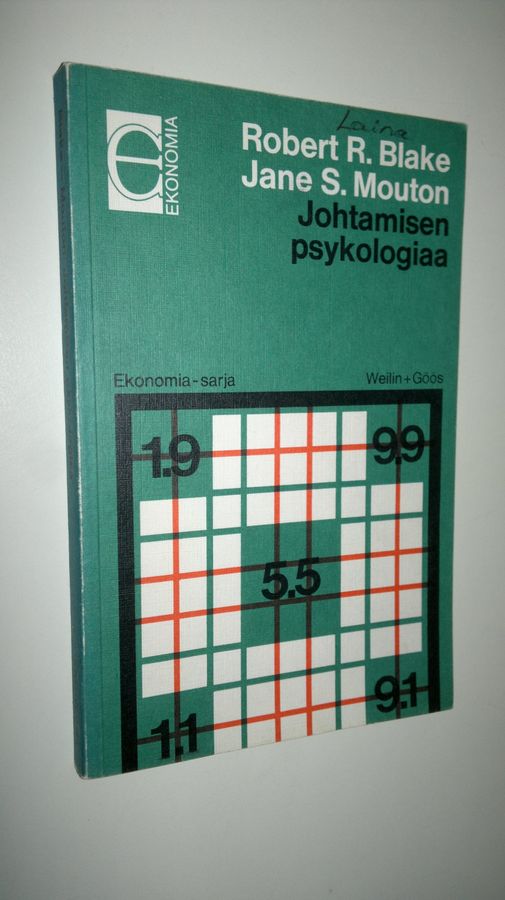 EKONOMIA
Laina
Robert R. Blake
Jane S. Mouton
Johtamisen
psykologiaa
Ekonomia-sarja
Weilin+Göös
1.9
9.9
5.5
1.1
9.1